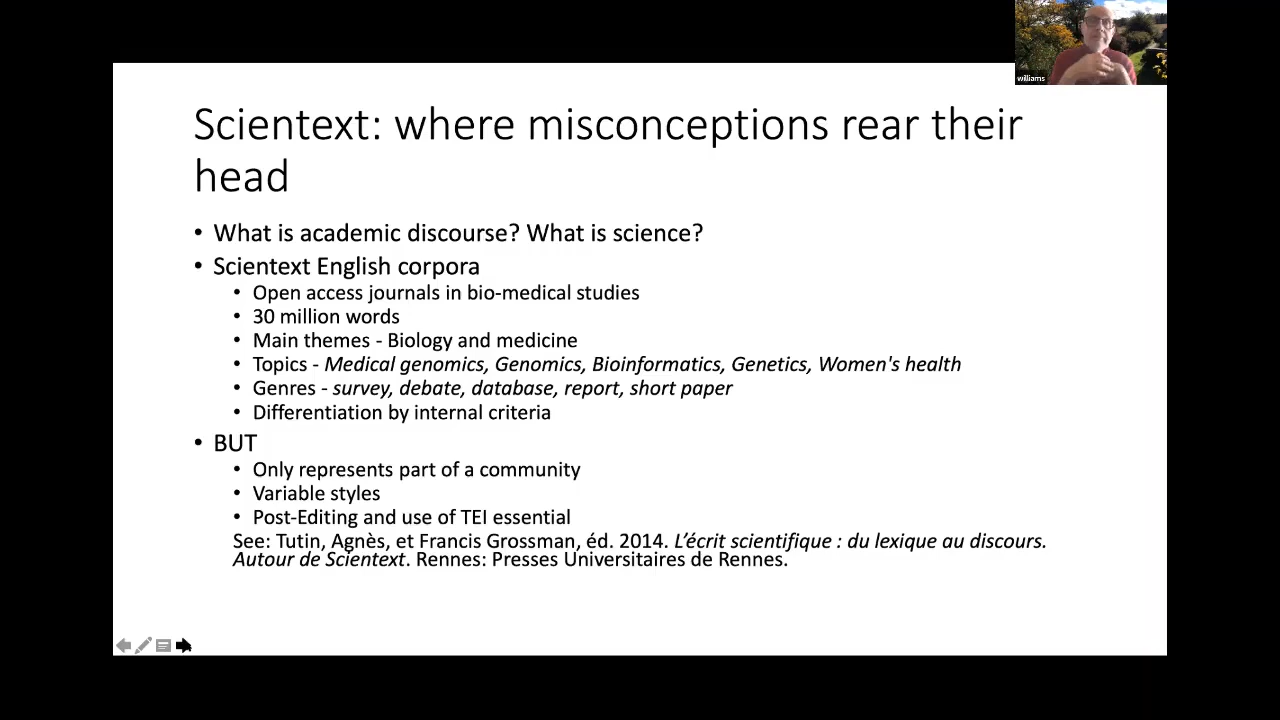 williams
Scientext: where misconceptions rear their
head
• What is academic discourse? What is science?
• Scientext English corpora
• Open access journals in bio-medical studies
• 30 million words
• Main themes - Biology and medicine
• Topics - Medical genomics, Genomics, Bioinformatics, Genetics, Women's health
• Genres - survey, debate, database, report, short paper
• Differentiation by internal criteria
• BUT
• Only represents part of a community
• Variable styles
• Post-Editing and use of TEI essential
See: Tutin, Agnès, et Francis Grossman, éd. 2014. L'écrit scientifique : du lexique au discours.
Autour de Scientext. Rennes: Presses Universitaires de Rennes.